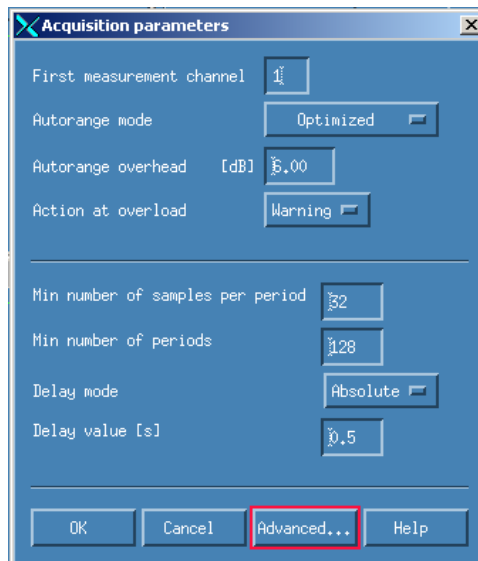 Acquisition parameters
First measurement channel 1
Autorange mode Optimized
Autorange overhead [dB] 6.00
Action at overload Warning
Min number of samples per period 32
Min number of periods 128
Delay mode Absolute
Delay value [s] 0.5
OK Cancel Advanced... Help